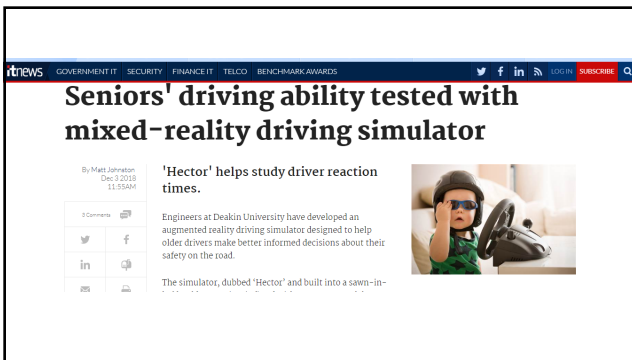 itnews GOVERNMENT IT SECURITY FINANCE IT TELCO BENCHMARK AWARDS LOG IN SUBSCRIBE
Seniors' driving ability tested with
mixed-reality driving simulator
By Matt Johnston
Dec 3 2018
11:55AM
3 Comments
'Hector' helps study driver reaction
times.
Engineers at Deakin University have developed an
augmented reality driving simulator designed to help
older drivers make better informed decisions about their
safety on the road.
The simulator, dubbed 'Hector' and built into a sawn-in-